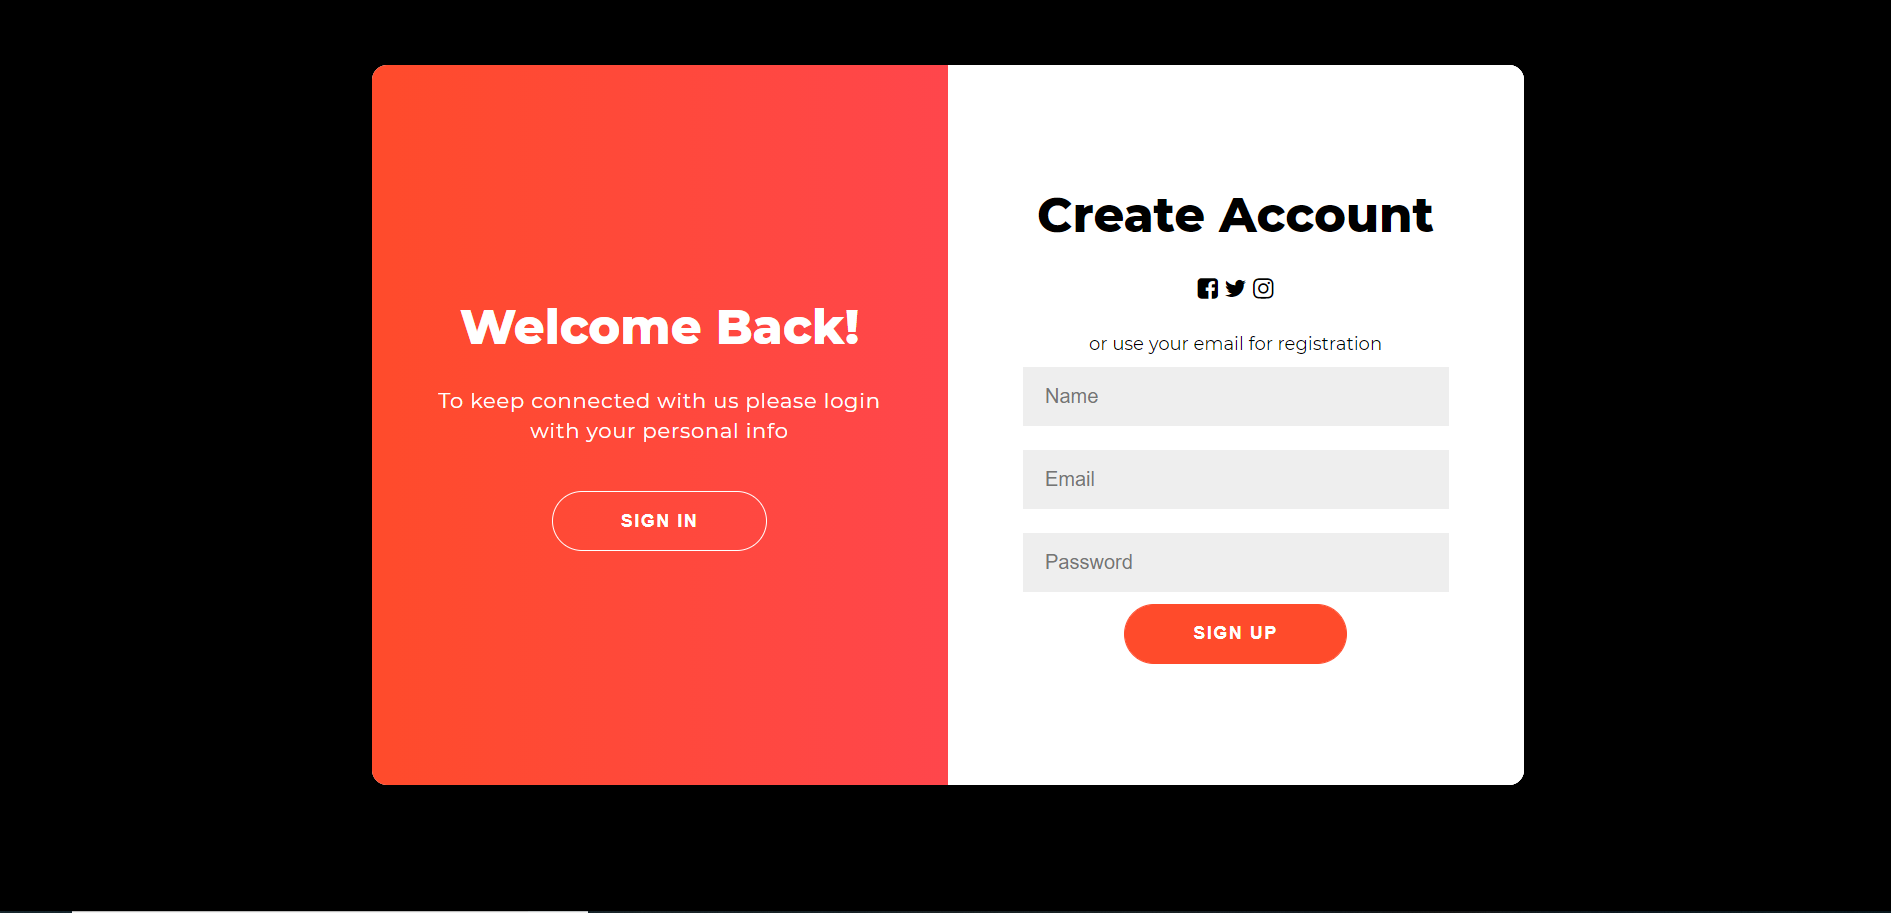 Welcome Back!
To keep connected with us please login
with your personal info
SIGN IN
Create Account
or use your email for registration
Name
Email
Password
SIGN UP